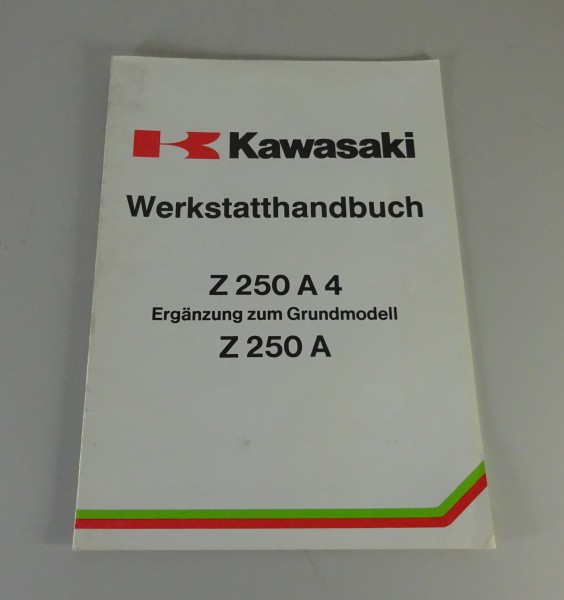 Kawasaki
Werkstatthandbuch
Z 250 A 4
Ergänzung zum Grundmodell
Z 250 A